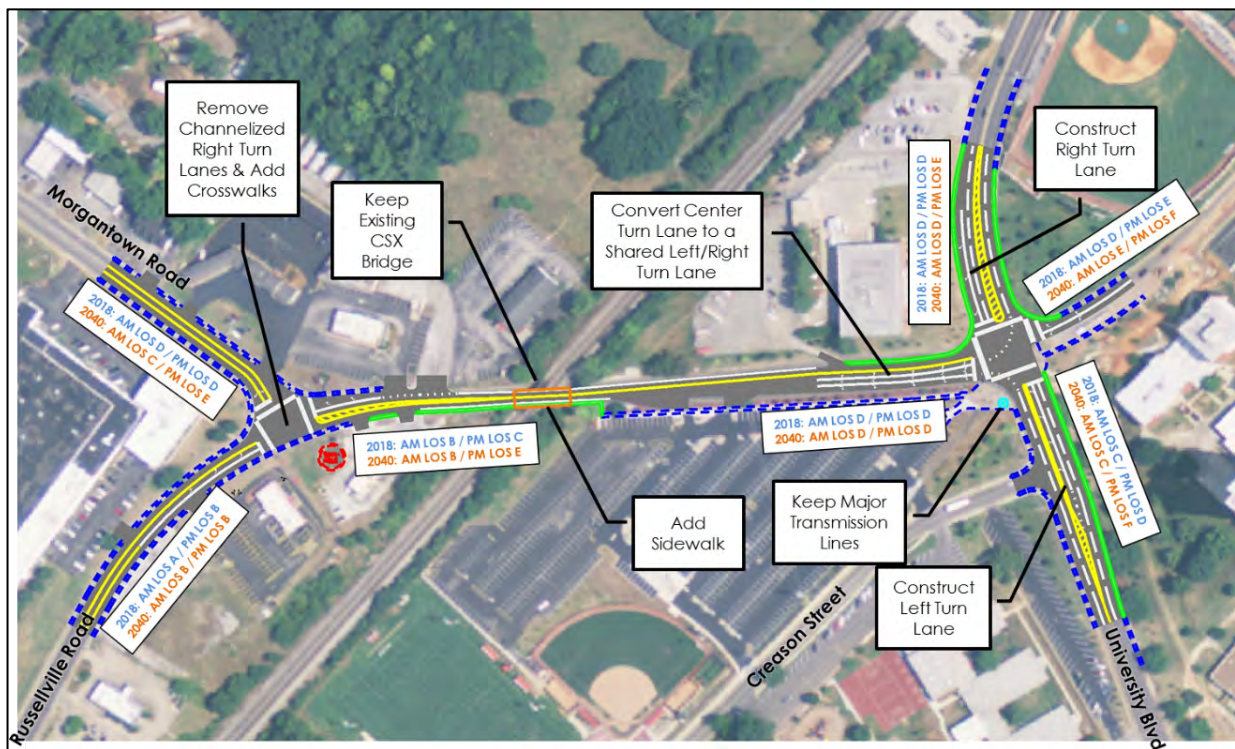 Remove
Channelized
Right Turn
Lanes & Add
Crosswalks
Keep
Existing
CSX
Bridge
Convert Center
Turn Lane to a
Shared Left/Right
Turn Lane
Construct
Right Turn
Lane
Morgantown Road
2018: AM LOS D / PM LOS D
2040: AM LOS C / PM LOS E
2018: AM LOS D / PM LOS D
2040: AM LOS D / PM LOS E
2018: AM LOS D / PM LOS E
2040: AM LOS E / PM LOS F
2018: AM LOS B / PM LOS C
2040: AM LOS B / PM LOS E
2018: AM LOS D / PM LOS D
2040: AM LOS D / PM LOS D
2018: AM LOS C / PM LOS D
2040: AM LOS C / PM LOS F
2018: AM LOS A / PM LOS B
2040: AM LOS B / PM LOS B
Add
Sidewalk
Keep Major
Transmission
Lines
Construct
Left Turn
Lane
Russellville Road
Creason Street
University Blvd